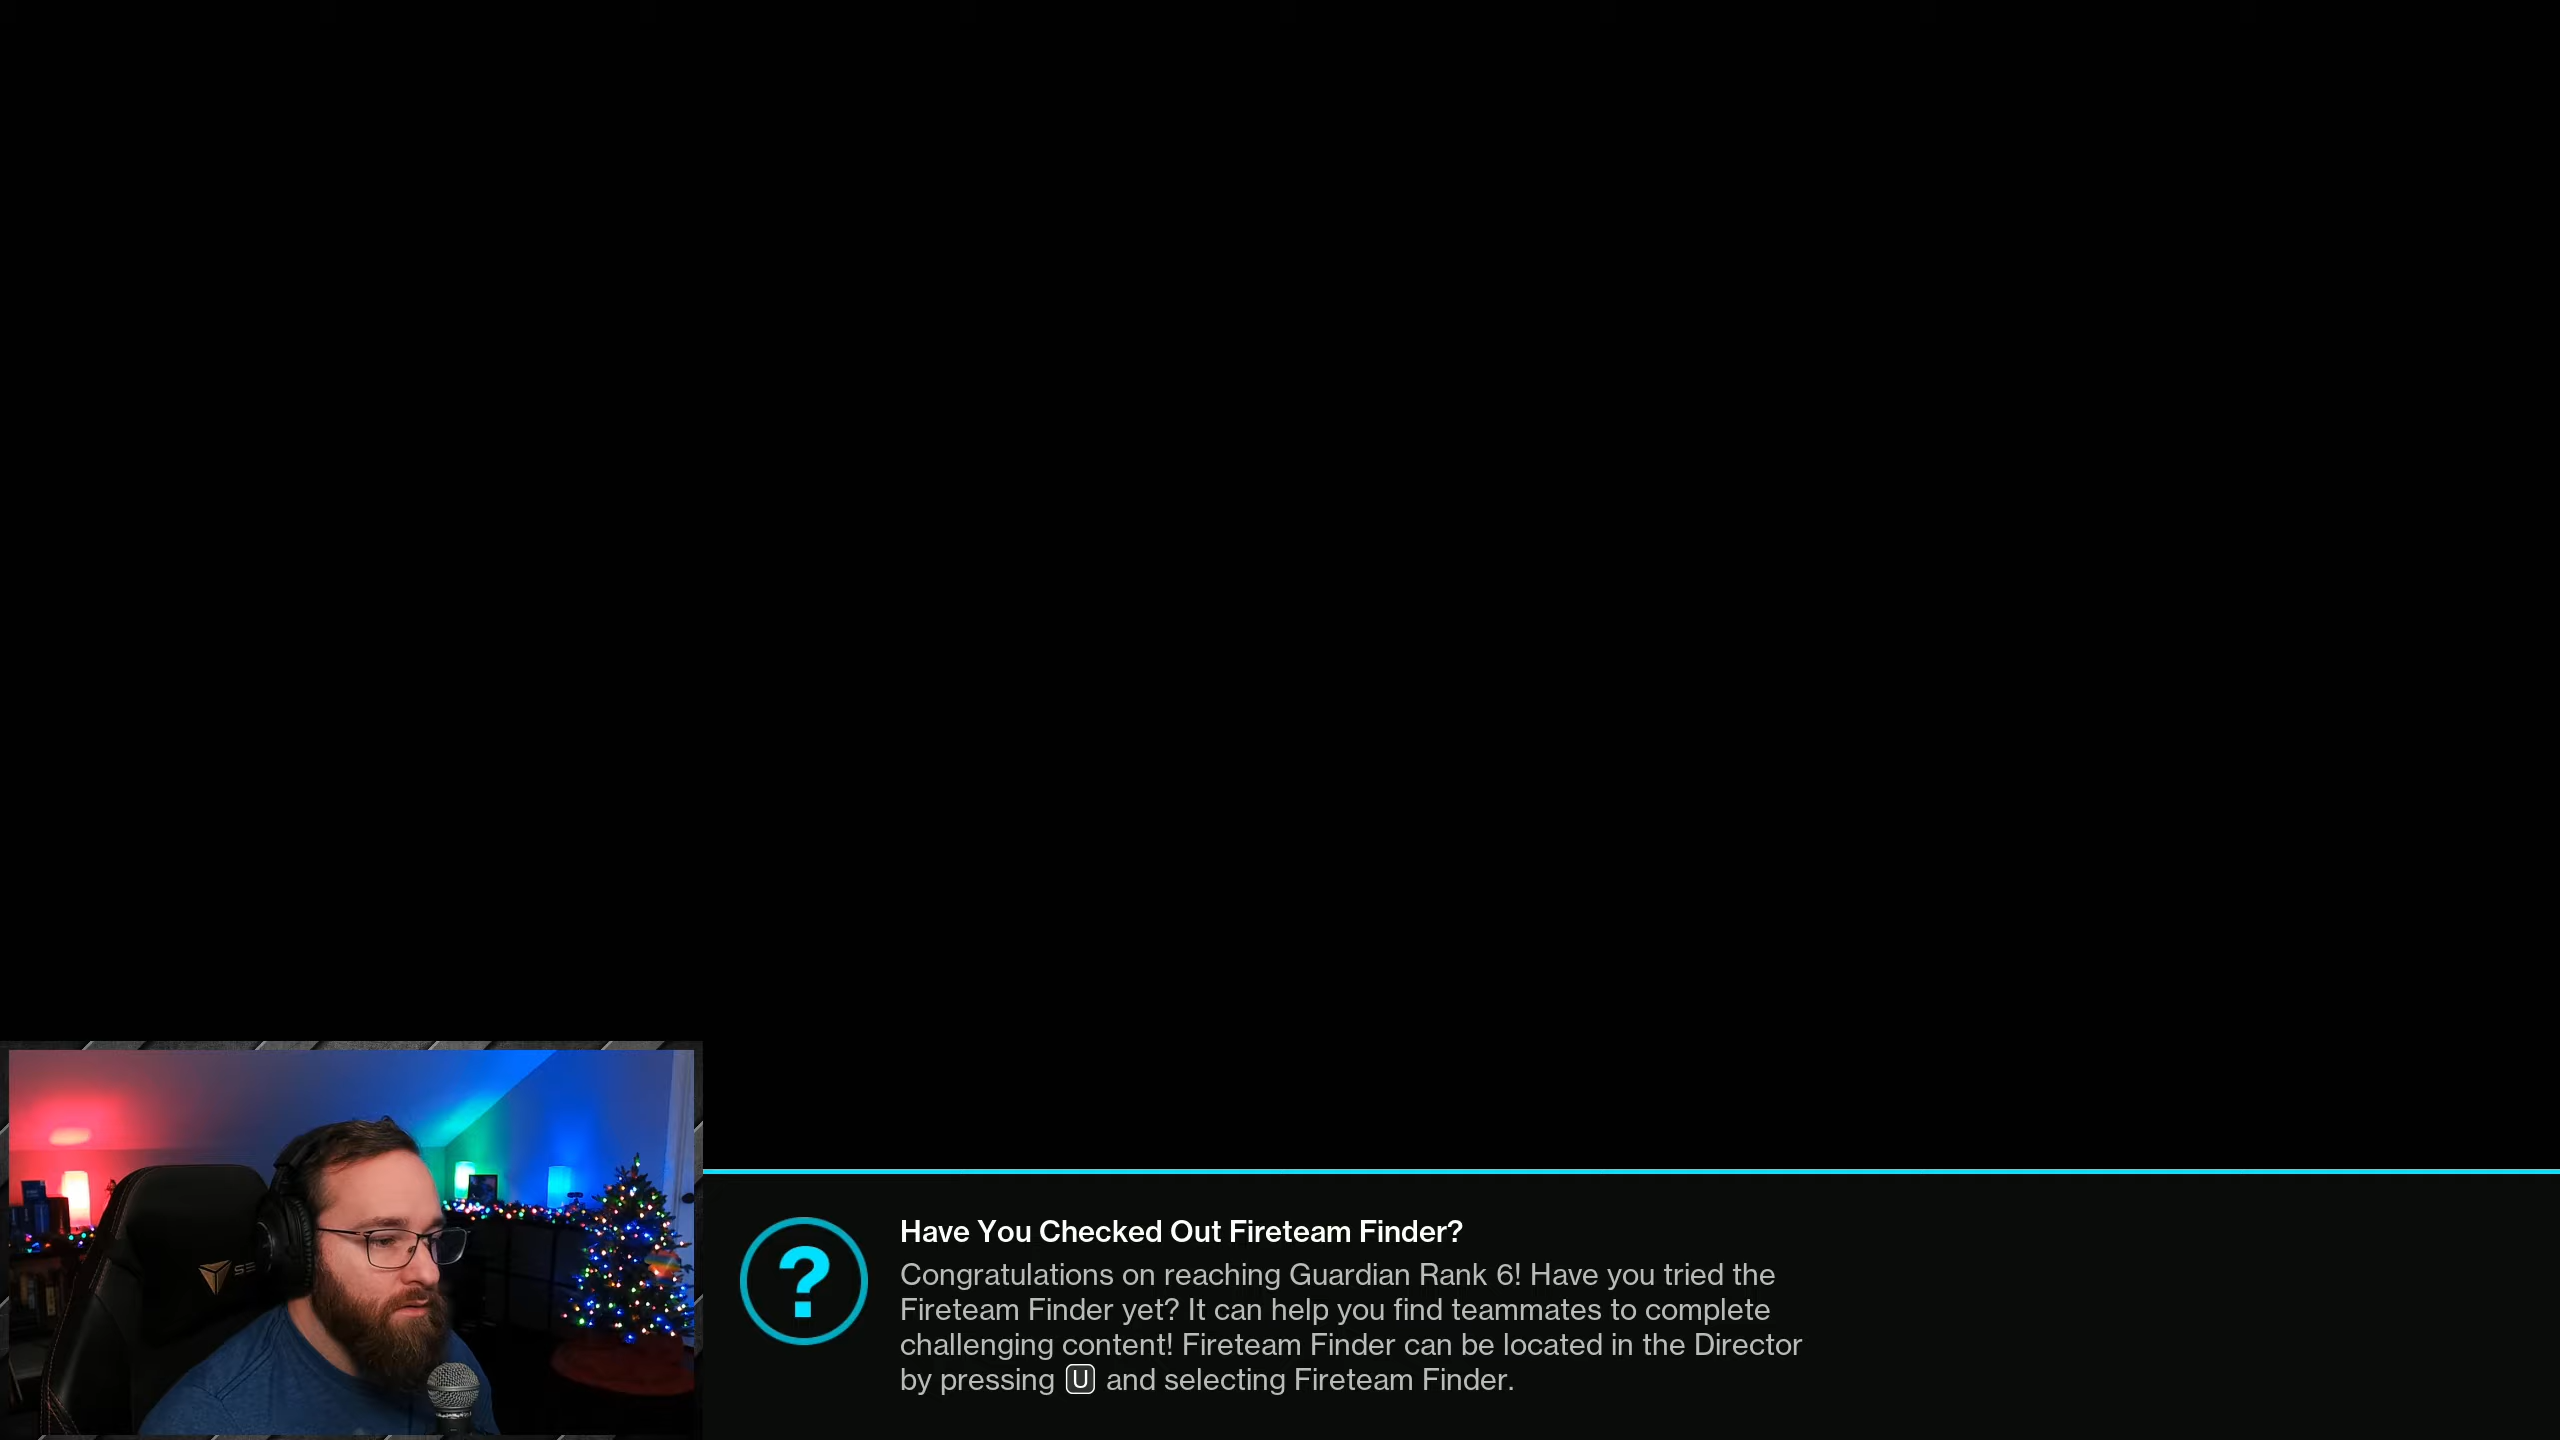 SE
Have You Checked Out Fireteam Finder?
Congratulations on reaching Guardian Rank 6! Have you tried the
Fireteam Finder yet? It can help you find teammates to complete
challenging content! Fireteam Finder can be located in the Director
by pressing U and selecting Fireteam Finder.